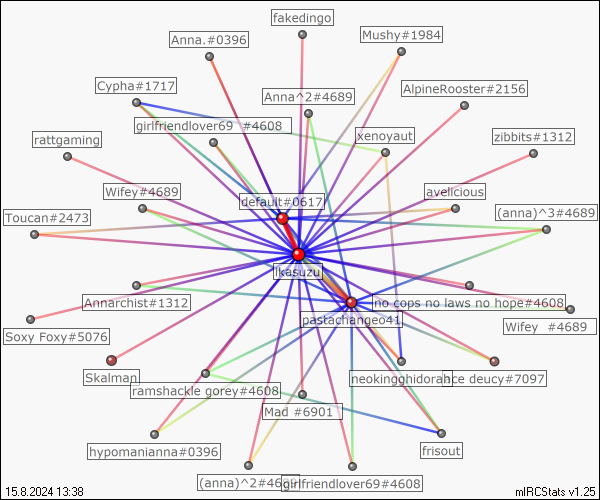 fakedingo
Anna.#0396
Mushy#1984
Cypha#1717
Anna^2#4689
AlpineRooster#2156
girlfriendlover69 #4608
xenoyaut
rattgaming
zibbits#1312
Wifey#4689
default#0617
avelicious
Toucan#2473
(anna)^3#4689
ikasuzu
Annarchist#1312
no cops no laws no hope#4608
pastachangeo41
Wifey #4689
Soxy Foxy#5076
Skalman
neokingghidorah
nce deucy#7097
ramshackle gorey#4608
Mad #6901
hypomanianna#0396
frisout
(anna)^2#4689
girlfriendlover69#4608
15.8.2024 13:38
mIRCStats v1.25